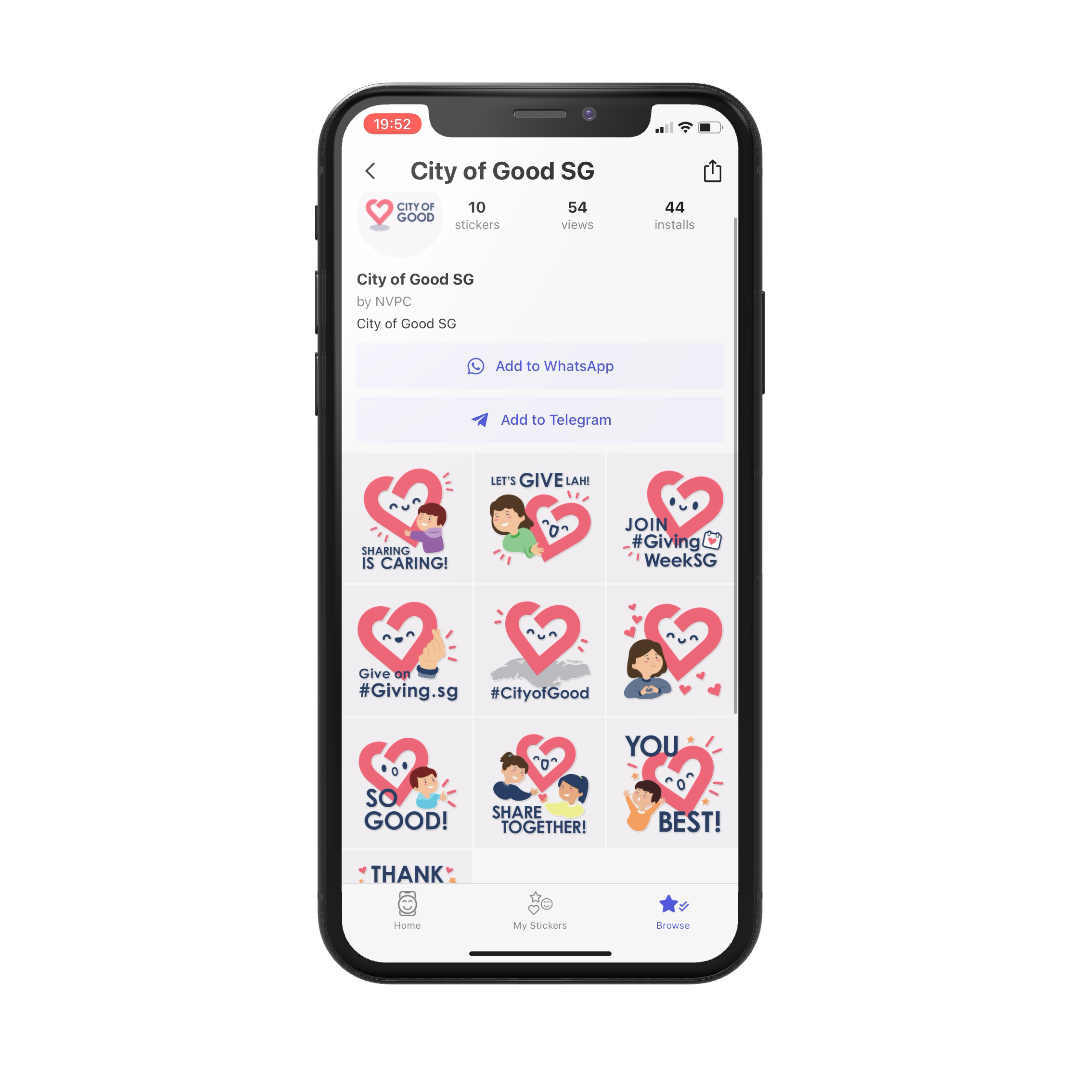 19:52
City of Good SG
CITY OF
GOOD
10
stickers
54
views
44
installs
City of Good SG
by NVPC
City of Good SG
Add to WhatsApp
Add to Telegram
SHARING
IS CARING!
LET'S GIVE LAH!
JOIN
#Giving
WeekSG
Give on
#Giving.sg
#CityofGood
SO
GOOD!
SHARE
TOGETHER!
YOU
BEST!
THANK
Home
My Stickers
Browse